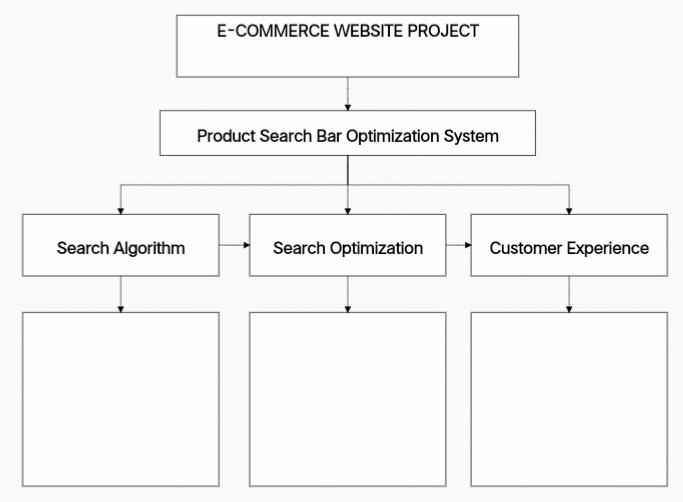 E-COMMERCE WEBSITE PROJECT
Product Search Bar Optimization System
Search Algorithm
Search Optimization
Customer Experience